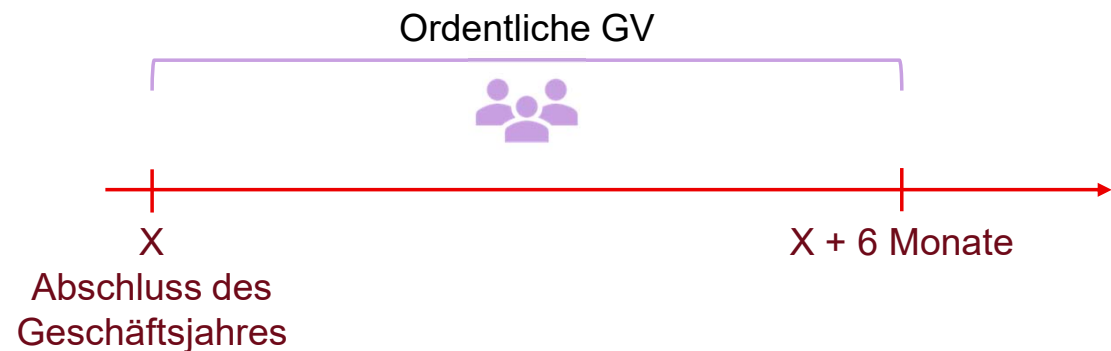 Ordentliche GV
X
X + 6 Monate
Abschluss des
Geschäftsjahres